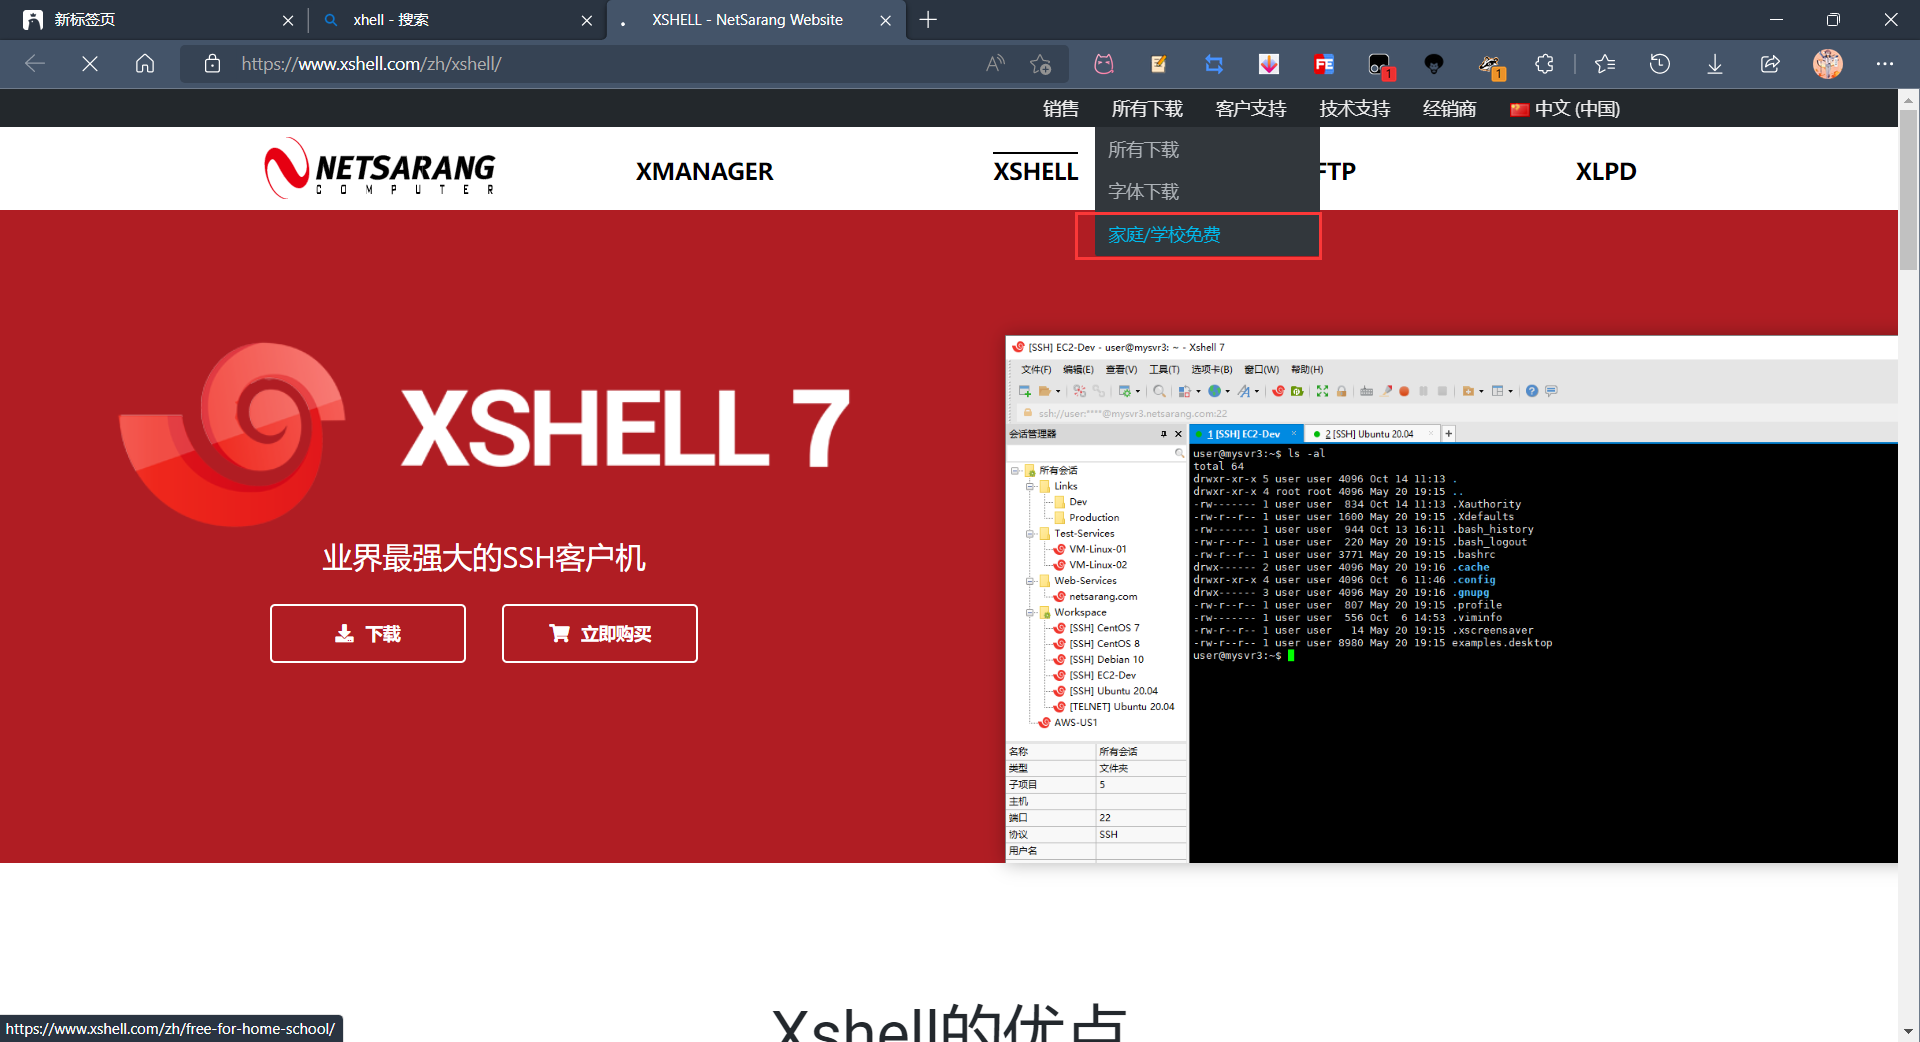 新标签页
xhell - 搜索
XSHELL - NetSarang Website
https://www.xshell.com/zh/xshell/
FE
1
1
销售
所有下载
客户支持
技术支持
经销商
中文 (中国)
NETSARANG
COMPUTER
XMANAGER
XSHELL
FTP
XLPD
所有下载
字体下载
家庭/学校免费
XSHELL 7
业界最强大的SSH客户机
下载
立即购买
[SSH] EC2-Dev - user@mysvr3: ~ - Xshell 7
文件(F) 编辑(E) 查看(V) 工具(T) 选项卡(B) 窗口(W) 帮助(H)
ssh://user:****@mysvr3.netsarang.com:22
会话管理器
1 [SSH] EC2-Dev
2 [SSH] Ubuntu 20.04
所有会话
Links
Dev
Production
Test-Services
VM-Linux-01
VM-Linux-02
Web-Services
netsarang.com
Workspace
[SSH] CentOS 7
[SSH] CentOS 8
[SSH] Debian 10
[SSH] EC2-Dev
[SSH] Ubuntu 20.04
[TELNET] Ubuntu 20.04
AWS-US1
名称 所有会话
类型 文件夹
子项目 5
主机
端口 22
协议 SSH
用户名
user@mysvr3:~$ ls -al
total 64
drwxr-xr-x 5 user user 4096 Oct 14 11:13 .
drwxr-xr-x 4 root root 4096 May 20 19:15 ..
-rw------- 1 user user  834 Oct 14 11:13 .Xauthority
-rw-r--r-- 1 user user 1600 May 20 19:15 .Xdefaults
-rw------- 1 user user  944 Oct 13 16:11 .bash_history
-rw-r--r-- 1 user user  220 May 20 19:15 .bash_logout
-rw-r--r-- 1 user user 3771 May 20 19:15 .bashrc
drwx------ 2 user user 4096 May 20 19:16 .cache
drwxr-xr-x 4 user user 4096 Oct  6 11:46 .config
drwx------ 3 user user 4096 May 20 19:16 .gnupg
-rw-r--r-- 1 user user  807 May 20 19:15 .profile
-rw------- 1 user user  556 Oct  6 14:53 .viminfo
-rw-r--r-- 1 user user   14 May 20 19:15 .xscreensaver
-rw-r--r-- 1 user user 8980 May 20 19:15 examples.desktop
user@mysvr3:~$
Xshell的优点
https://www.xshell.com/zh/free-for-home-school/